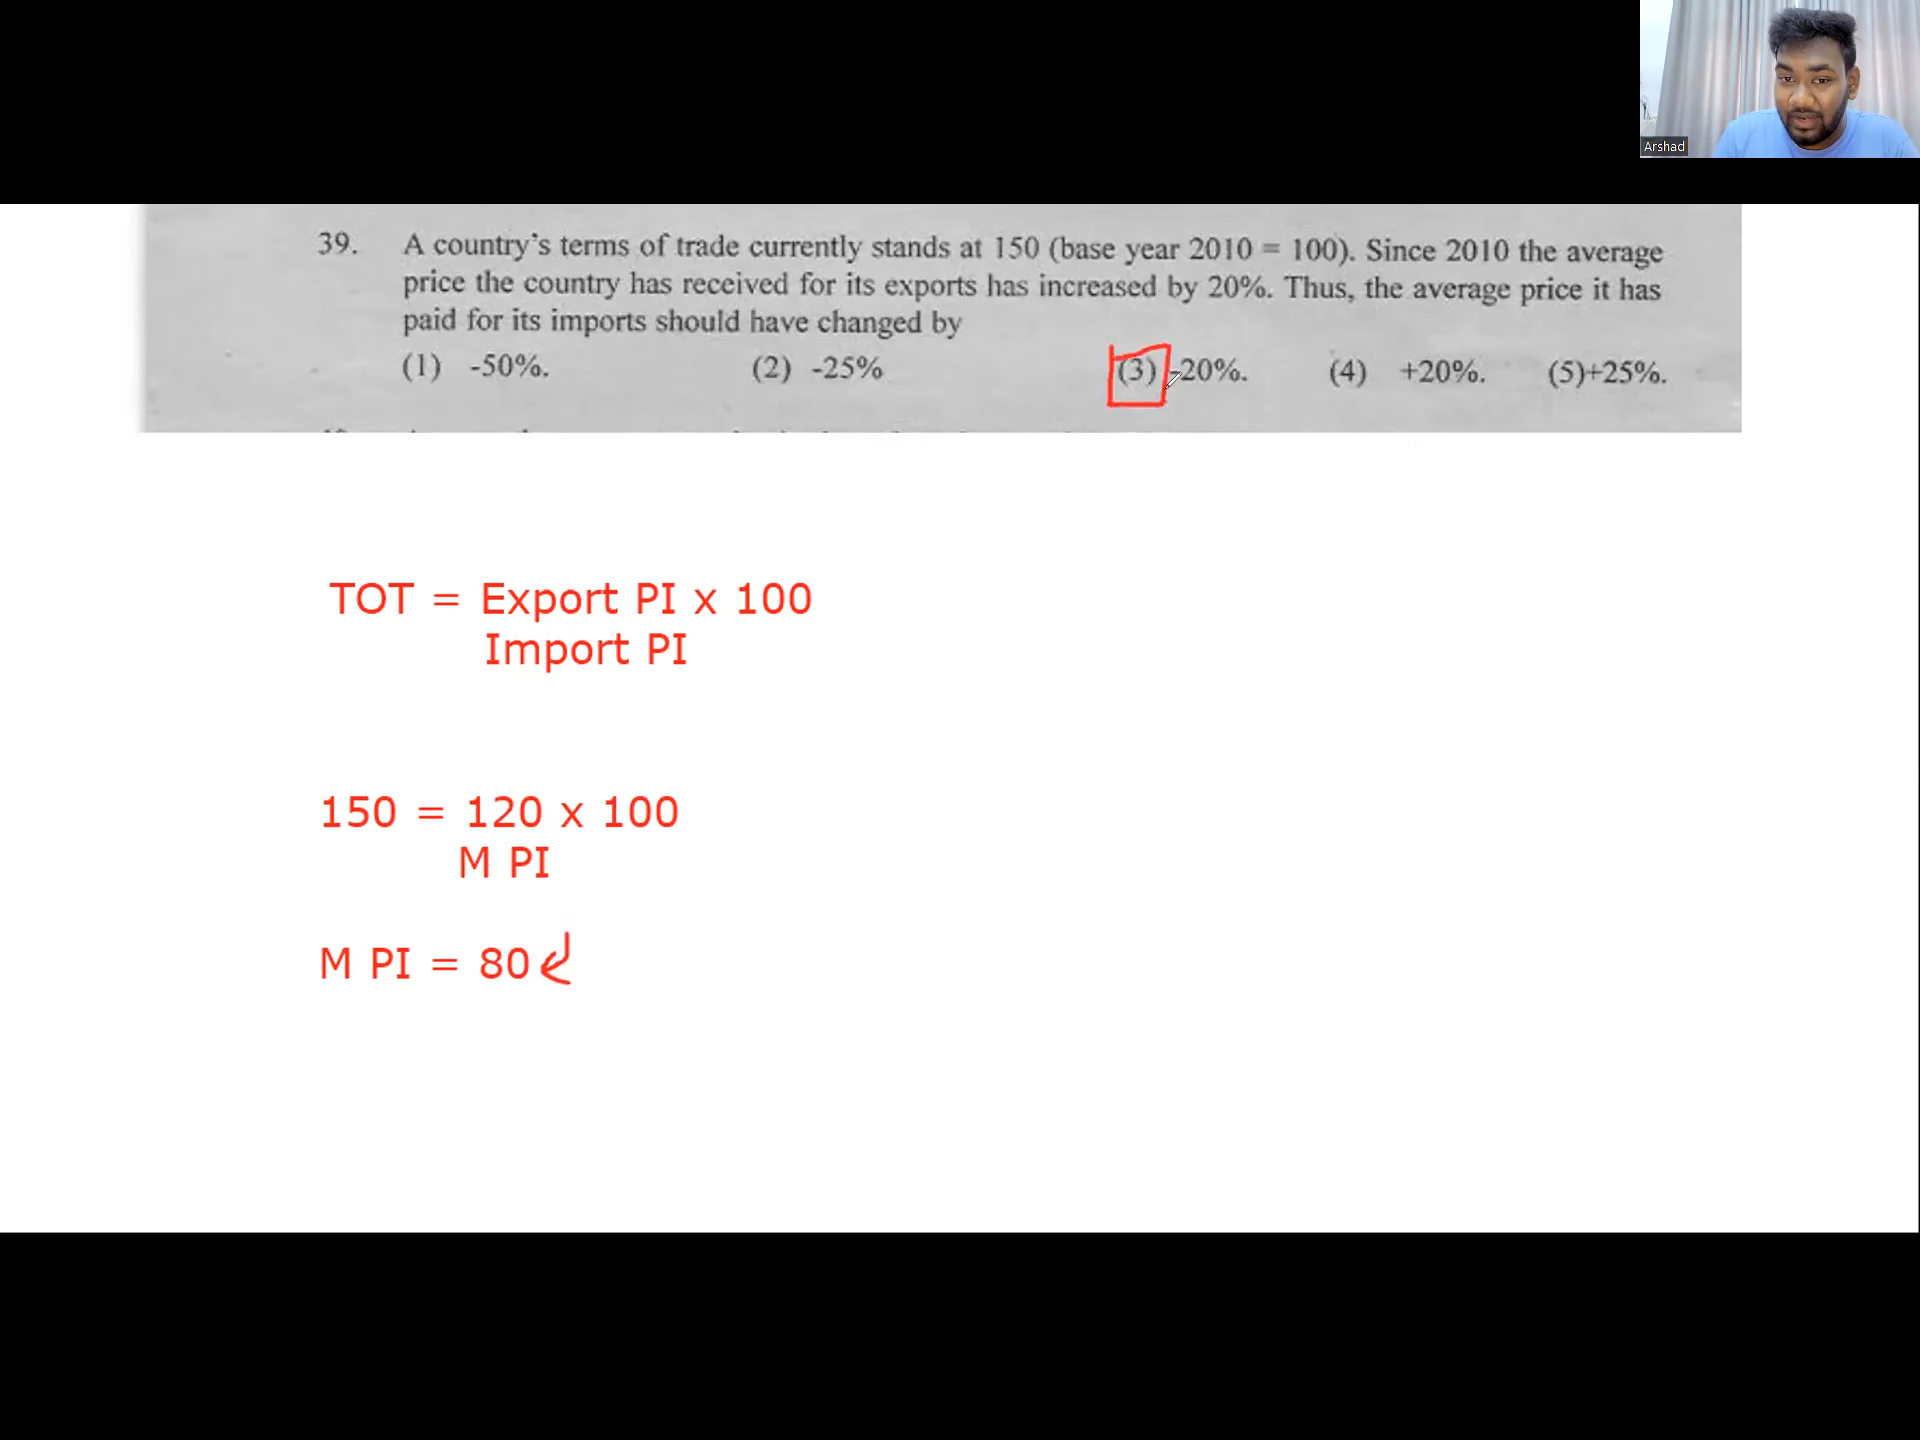 Arshad
39. A country's terms of trade currently stands at 150 (base year 2010 = 100). Since 2010 the average
price the country has received for its exports has increased by 20%. Thus, the average price it has
paid for its imports should have changed by
(1) -50%. (2) -25% (3) -20%. (4) +20%. (5)+25%.
TOT = Export PI x 100
Import PI
150 = 120 x 100
M PI
M PI = 80